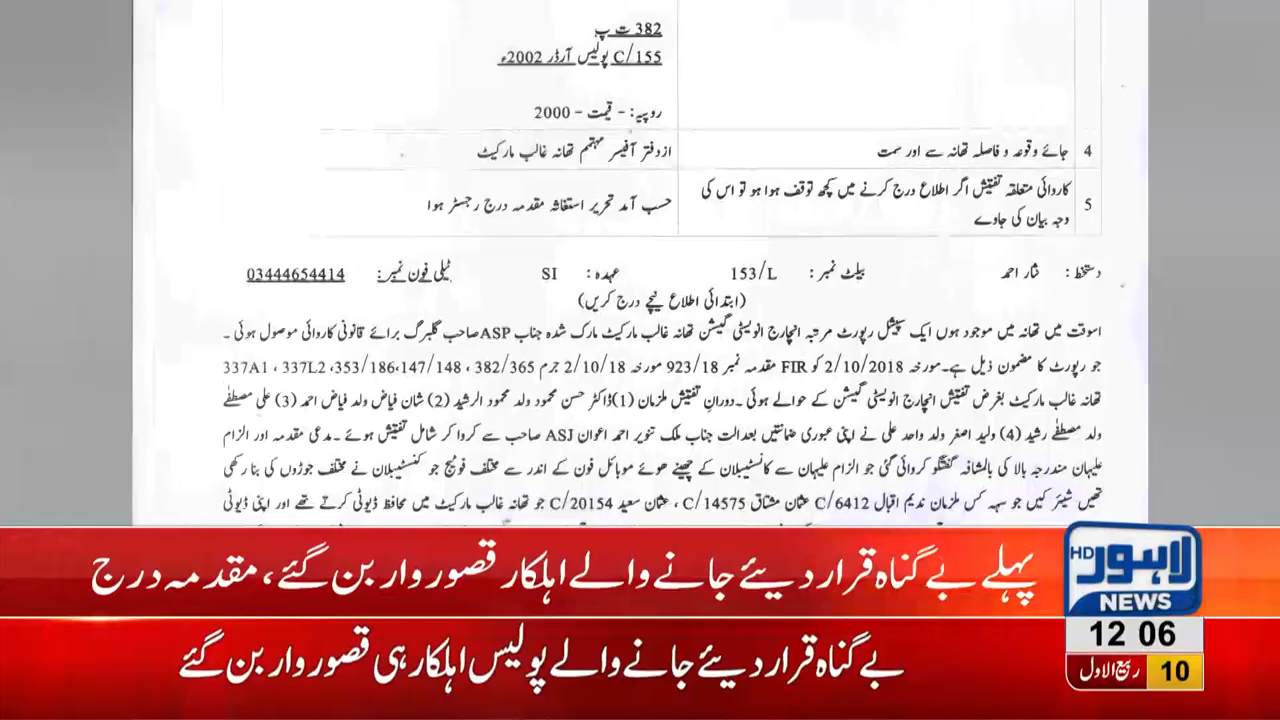 382 ت پ
155/C پولیس آرڈر 2002ء
روپیہ: - قیمت - 2000
4 جائے وقوعہ و فاصلہ تھانہ سے اور سمت ازدفتر آفیسر مہتمم تھانہ غالب مارکیٹ
5 کاروائی متعلقہ تفتیش اگر اطلاع درج کرنے میں کچھ توقف ہوا ہو تو اس کی
وجہ بیان کی جاوے حسب آمد تحریر استغاثہ مقدمہ درج رجسٹر ہوا
دستخط: نثار احمد بیلٹ نمبر: 153/L عہدہ: SI ٹیلی فون نمبر: 03444654414
(ابتدائی اطلاع نیچے درج کریں)
اسوقت میں تھانہ میں موجود ہوں ایک سپیشل رپورٹ مرتبہ انچارج انویسٹی گیشن تھانہ غالب مارکیٹ مارک شدہ جناب ASP صاحب گلبرگ برائے قانونی کاروائی موصول ہوئی۔
جو رپورٹ کا مضمون ذیل ہے۔مورخہ 2/10/2018 کو FIR مقدمہ نمبر 923/18 مورخہ 2/10/18 جرم 382/365 ، 147/148،353/186، 337L2 ، 337A1
تھانہ غالب مارکیٹ بغرض تفتیش انچارج انویسٹی گیشن کے حوالے ہوئی۔دوران تفتیش ملزمان (1)ڈاکٹر حسن محمود ولد محمود الرشید (2) شان فیاض ولد فیاض احمد (3) علی مصطفٰے
ولد مصطفٰے رشید (4) ولید اصغر ولد واحد علی نے اپنی عبوری ضمانتیں بعدالت جناب ملک تنویر احمد اعوان ASJ صاحب سے کروا کر شامل تفتیش ہوئے۔مدعی مقدمہ اور الزام
علیہان مندرجہ بالا کی بالمشافہ گفتگو کروائی گئی جو الزام علیہان سے کانسٹیبلان کے چھینے ھوئے موبائل فون کے اندر سے مختلف فوٹیج جو کنسٹیبلان نے مختلف جوڑوں کی بنا رکھی
تھیں شیئر کیں جو سہہ کس ملزمان ندیم اقبال 6412/C عثمان مشتاق 14575/C ، عثمان سعید 20154/C جو تھانہ غالب مارکیٹ میں محافظ ڈیوٹی کرتے تھے اور اپنی ڈیوٹی
پہلے بے گناہ قرار دیئے جانے والے اہلکار قصور وار بن گئے، مقدمہ درج
بے گناہ قرار دیئے جانے والے پولیس اہلکار ہی قصور وار بن گئے
لاہور HD
NEWS
12 06
10 ربیع الاول